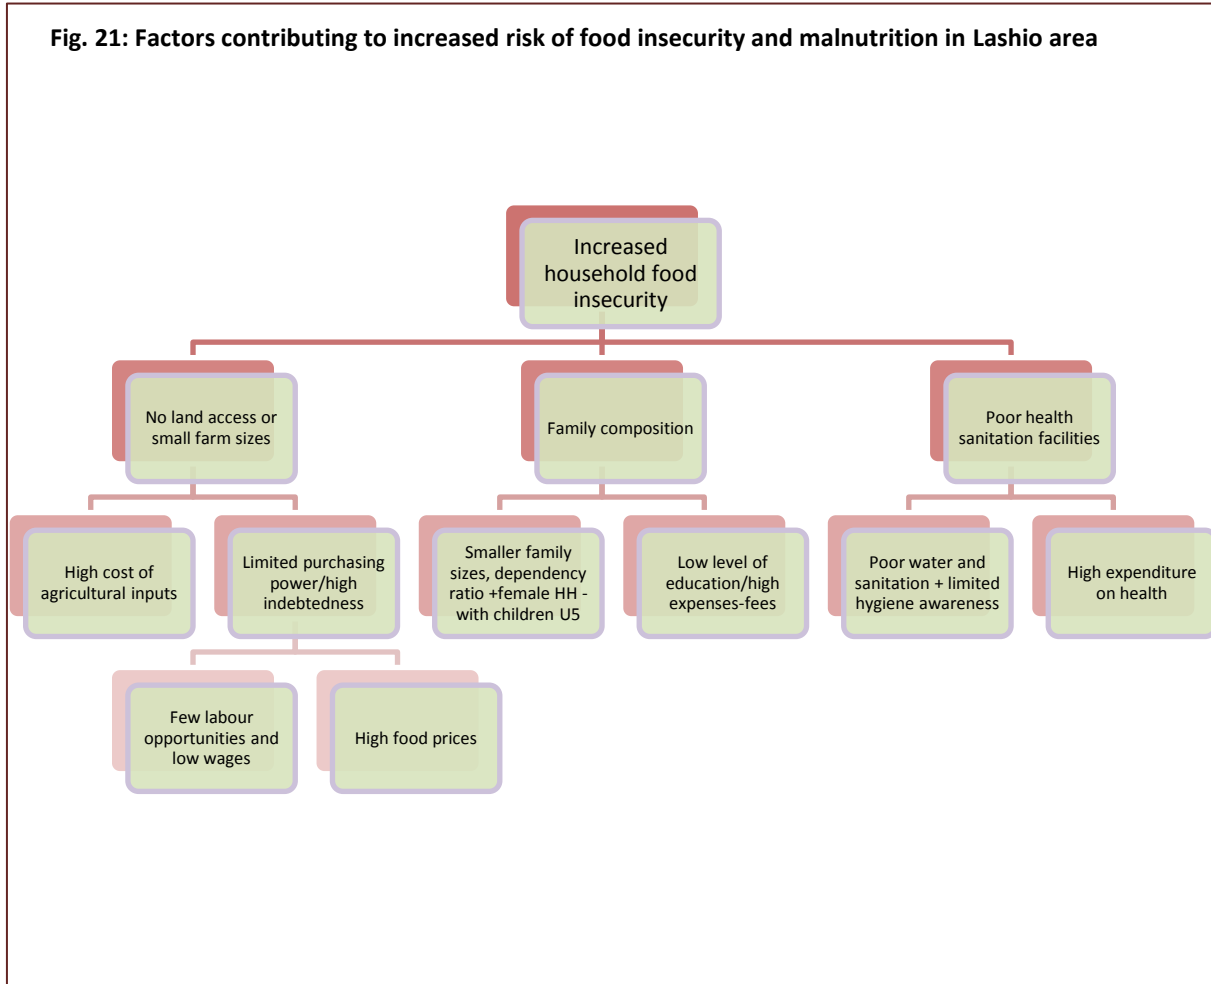 Fig. 21: Factors contributing to increased risk of food insecurity and malnutrition in Lashio area
Increased
household food
insecurity
No land access or
small farm sizes
Family composition
Poor health
sanitation facilities
High cost of
agricultural inputs
Limited purchasing
power/high
indebtedness
Smaller family
sizes, dependency
ratio +female HH -
with children U5
Low level of
education/high
expenses-fees
Poor water and
sanitation + limited
hygiene awareness
High expenditure
on health
Few labour
opportunities and
low wages
High food prices